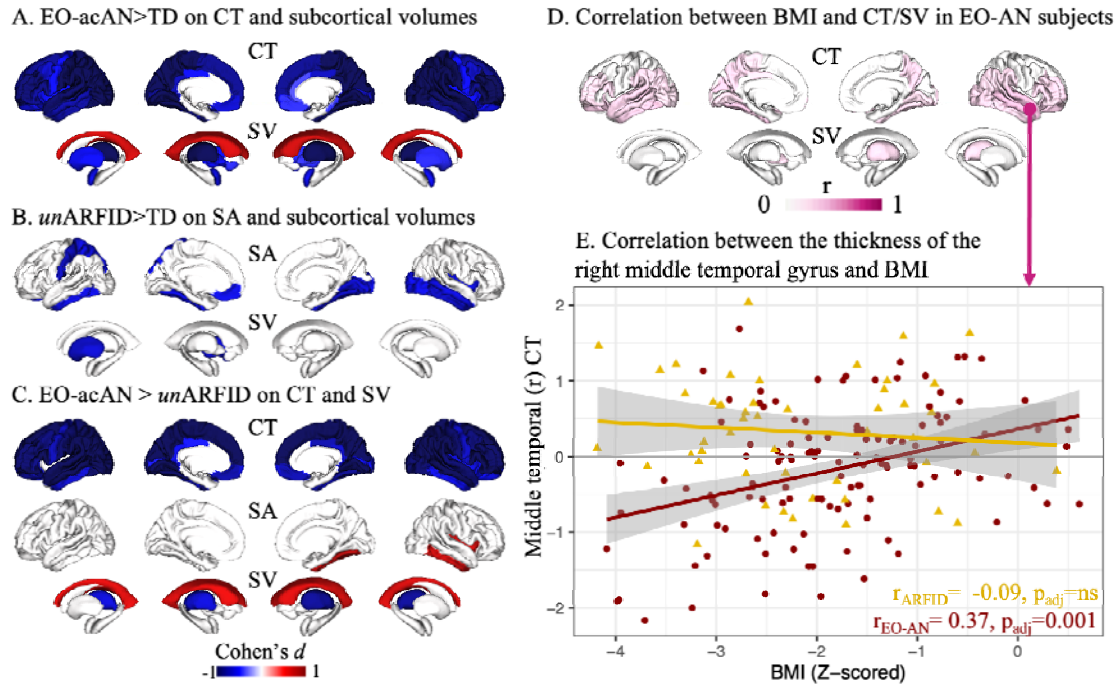 A. EO-acAN>TD on CT and subcortical volumes
CT
SV
B. unARFID>TD on SA and subcortical volumes
SA
SV
C. EO-acAN > unARFID on CT and SV
CT
SA
SV
Cohen's d
-1 1
D. Correlation between BMI and CT/SV in EO-AN subjects
CT
SV
r
0 1
E. Correlation between the thickness of the
right middle temporal gyrus and BMI
Middle temporal (r) CT
2
1
0
−1
−2
r_ARFID= -0.09, p_adj=ns
r_EO-AN= 0.37, p_adj=0.001
−4 −3 −2 −1 0
BMI (Z−scored)